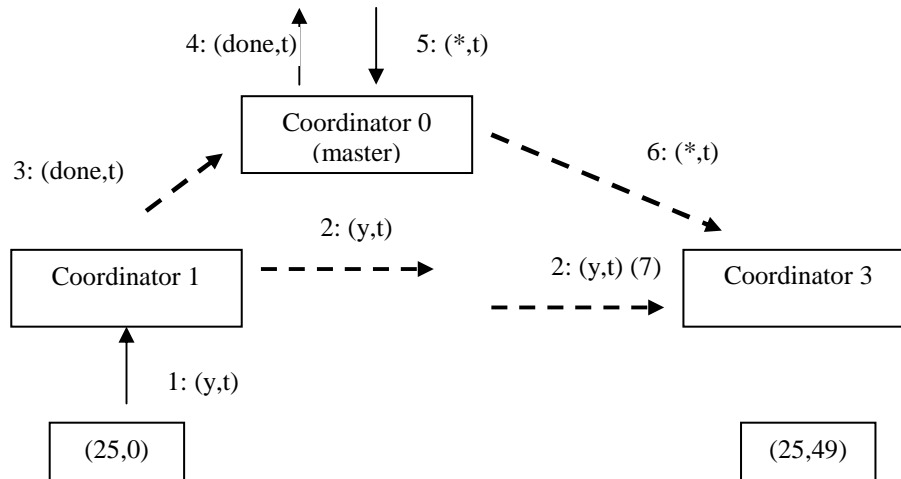 4: (done,t)
5: (*,t)
Coordinator 0
(master)
3: (done,t)
6: (*,t)
2: (y,t)
Coordinator 1
2: (y,t) (7)
Coordinator 3
1: (y,t)
(25,0)
(25,49)